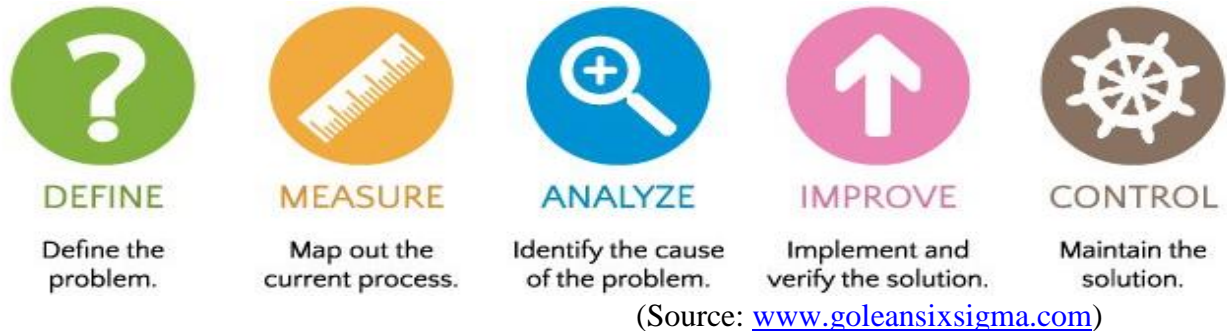 DEFINE
MEASURE
ANALYZE
IMPROVE
CONTROL
Define the
problem.
Map out the
current process.
Identify the cause
of the problem.
Implement and
verify the solution.
Maintain the
solution.
(Source: www.goleansixsigma.com)